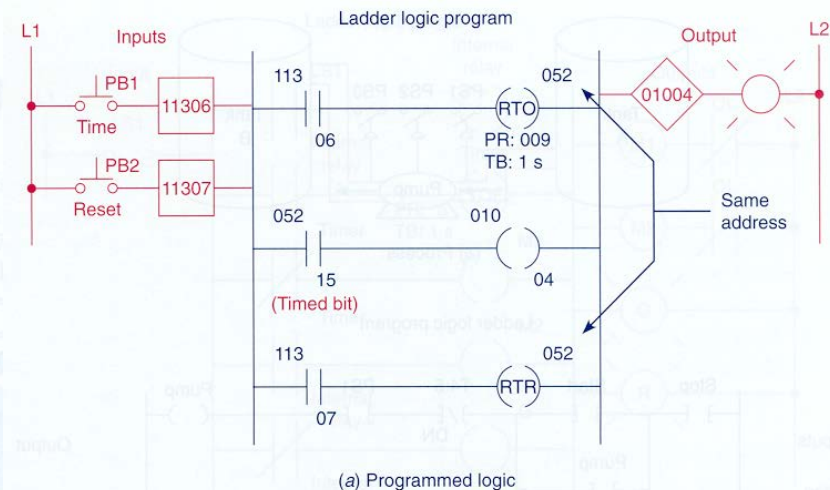 Ladder logic program
L1
Inputs
Output
L2
PB1
11306
Time
113
06
RTO
052
PR: 009
TB: 1 s
01004
PB2
11307
Reset
Same
address
052
15
(Timed bit)
010
04
113
07
RTR
052
(a) Programmed logic